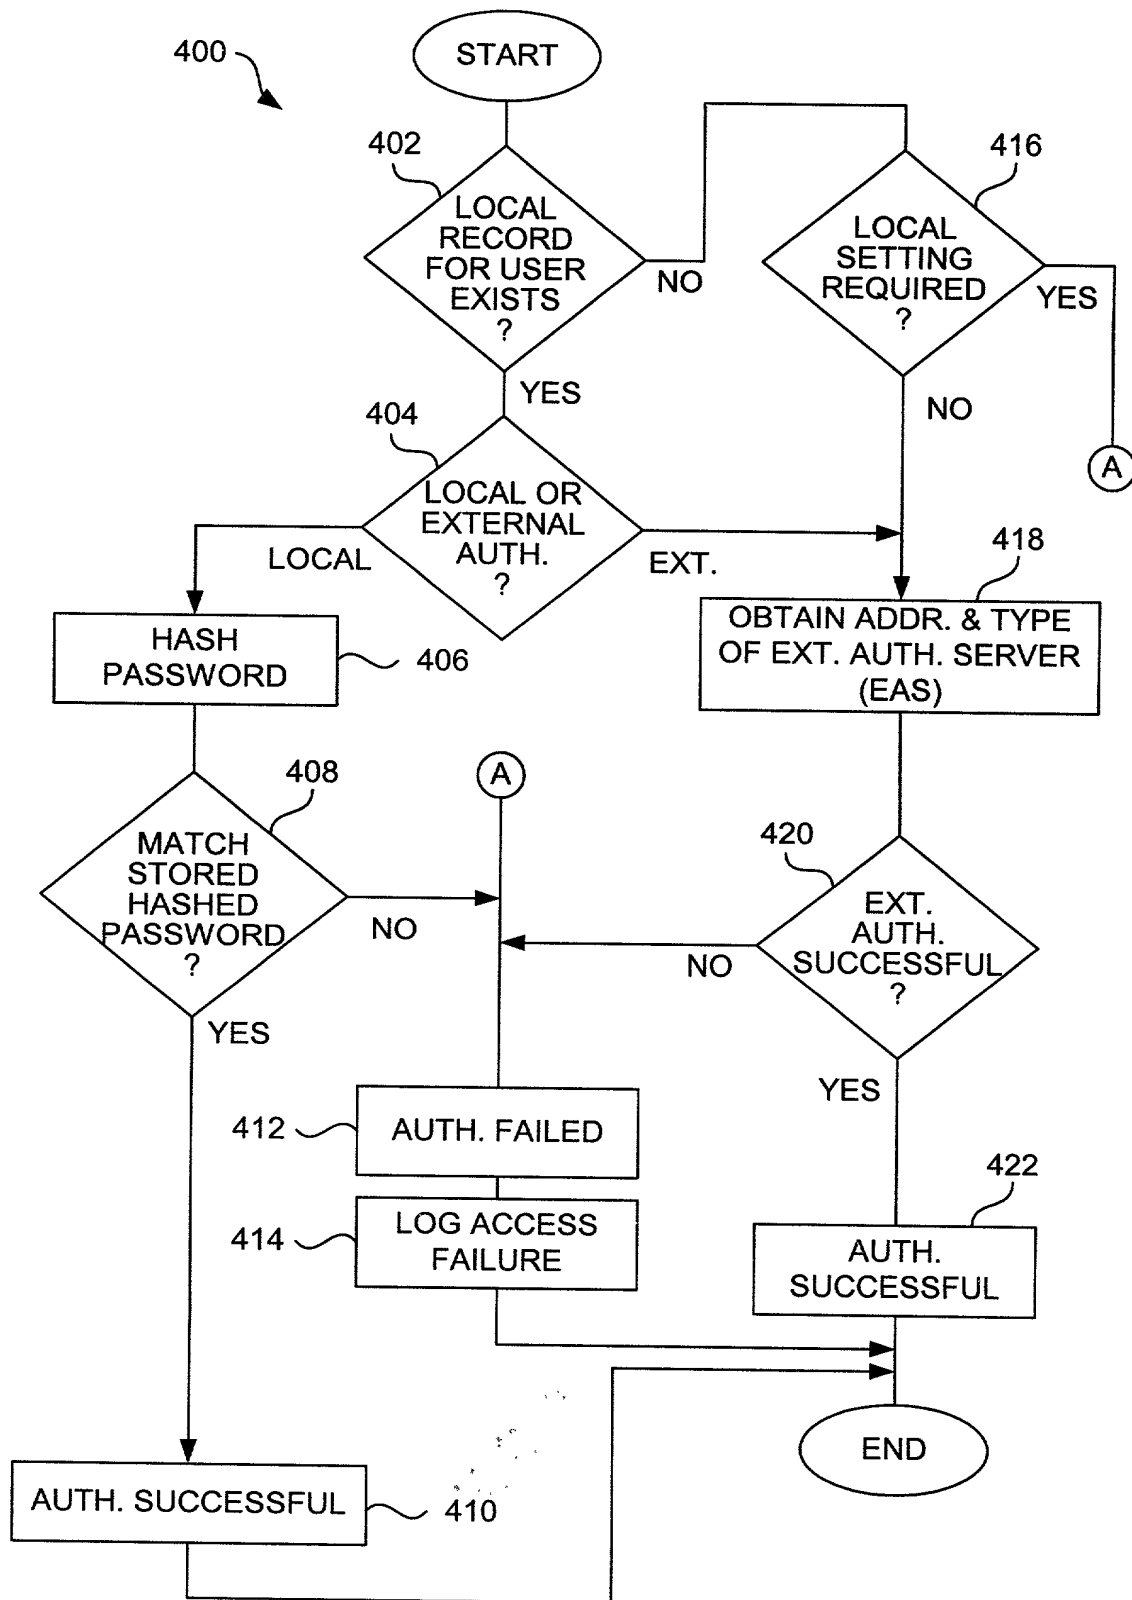 400
START
402
LOCAL
RECORD
FOR USER
EXISTS
?
NO
YES
416
LOCAL
SETTING
REQUIRED
?
YES
NO
A
404
LOCAL OR
EXTERNAL
AUTH.
?
LOCAL
EXT.
HASH
PASSWORD
406
418
OBTAIN ADDR. & TYPE
OF EXT. AUTH. SERVER
(EAS)
408
MATCH
STORED
HASHED
PASSWORD
?
NO
YES
A
420
EXT.
AUTH.
SUCCESSFUL
?
NO
YES
412
AUTH. FAILED
414
LOG ACCESS
FAILURE
422
AUTH.
SUCCESSFUL
END
AUTH. SUCCESSFUL
410